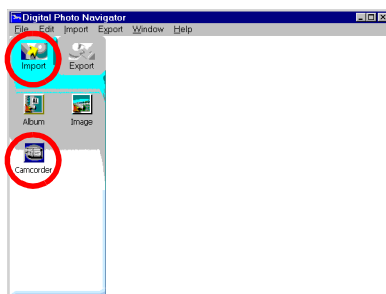 Digital Photo Navigator
File Edit Import Export Window Help
Import Export
Album Image
Camcorder